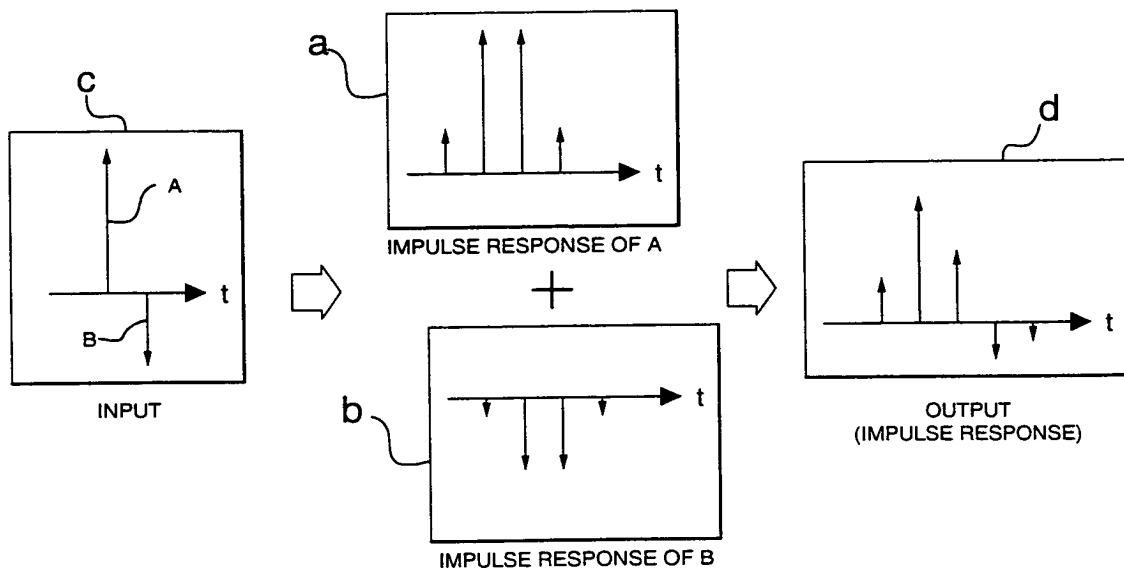 c
A
t
B
INPUT
a
t
IMPULSE RESPONSE OF A
+
b
t
IMPULSE RESPONSE OF B
d
t
OUTPUT
(IMPULSE RESPONSE)